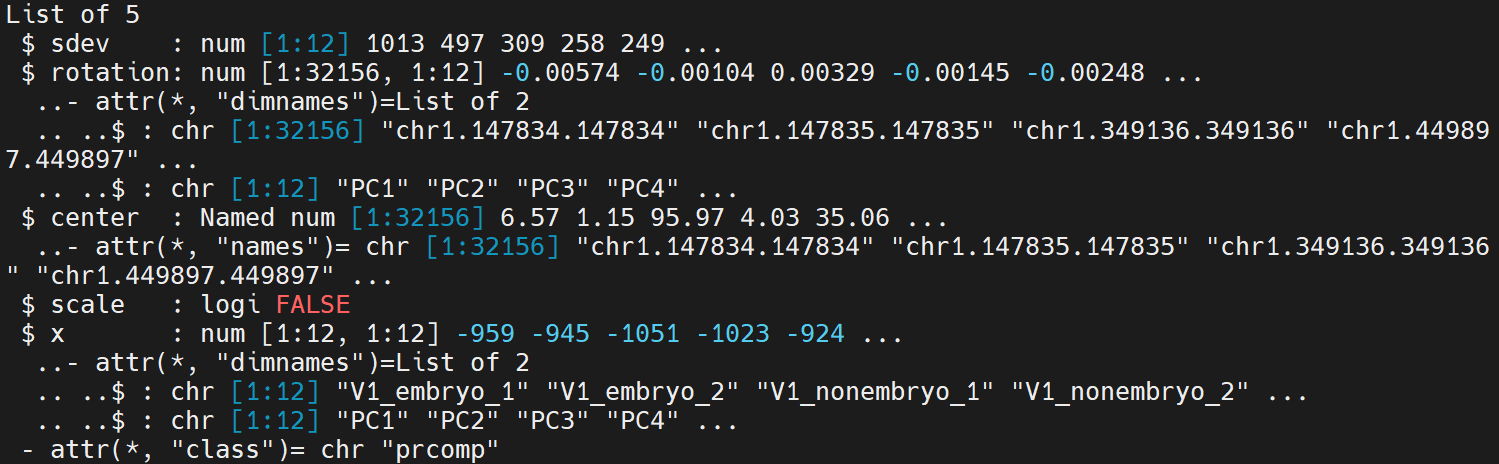 List of 5
 $ sdev    : num [1:12] 1013 497 309 258 249 ...
 $ rotation: num [1:32156, 1:12] -0.00574 -0.00104 0.00329 -0.00145 -0.00248 ...
  ..- attr(*, "dimnames")=List of 2
  .. ..$ : chr [1:32156] "chr1.147834.147834" "chr1.147835.147835" "chr1.349136.349136" "chr1.44989
7.449897" ...
  .. ..$ : chr [1:12] "PC1" "PC2" "PC3" "PC4" ...
 $ center  : Named num [1:32156] 6.57 1.15 95.97 4.03 35.06 ...
  ..- attr(*, "names")= chr [1:32156] "chr1.147834.147834" "chr1.147835.147835" "chr1.349136.349136
" "chr1.449897.449897" ...
 $ scale   : logi FALSE
 $ x       : num [1:12, 1:12] -959 -945 -1051 -1023 -924 ...
  ..- attr(*, "dimnames")=List of 2
  .. ..$ : chr [1:12] "V1_embryo_1" "V1_embryo_2" "V1_nonembryo_1" "V1_nonembryo_2" ...
  .. ..$ : chr [1:12] "PC1" "PC2" "PC3" "PC4" ...
 - attr(*, "class")= chr "prcomp"